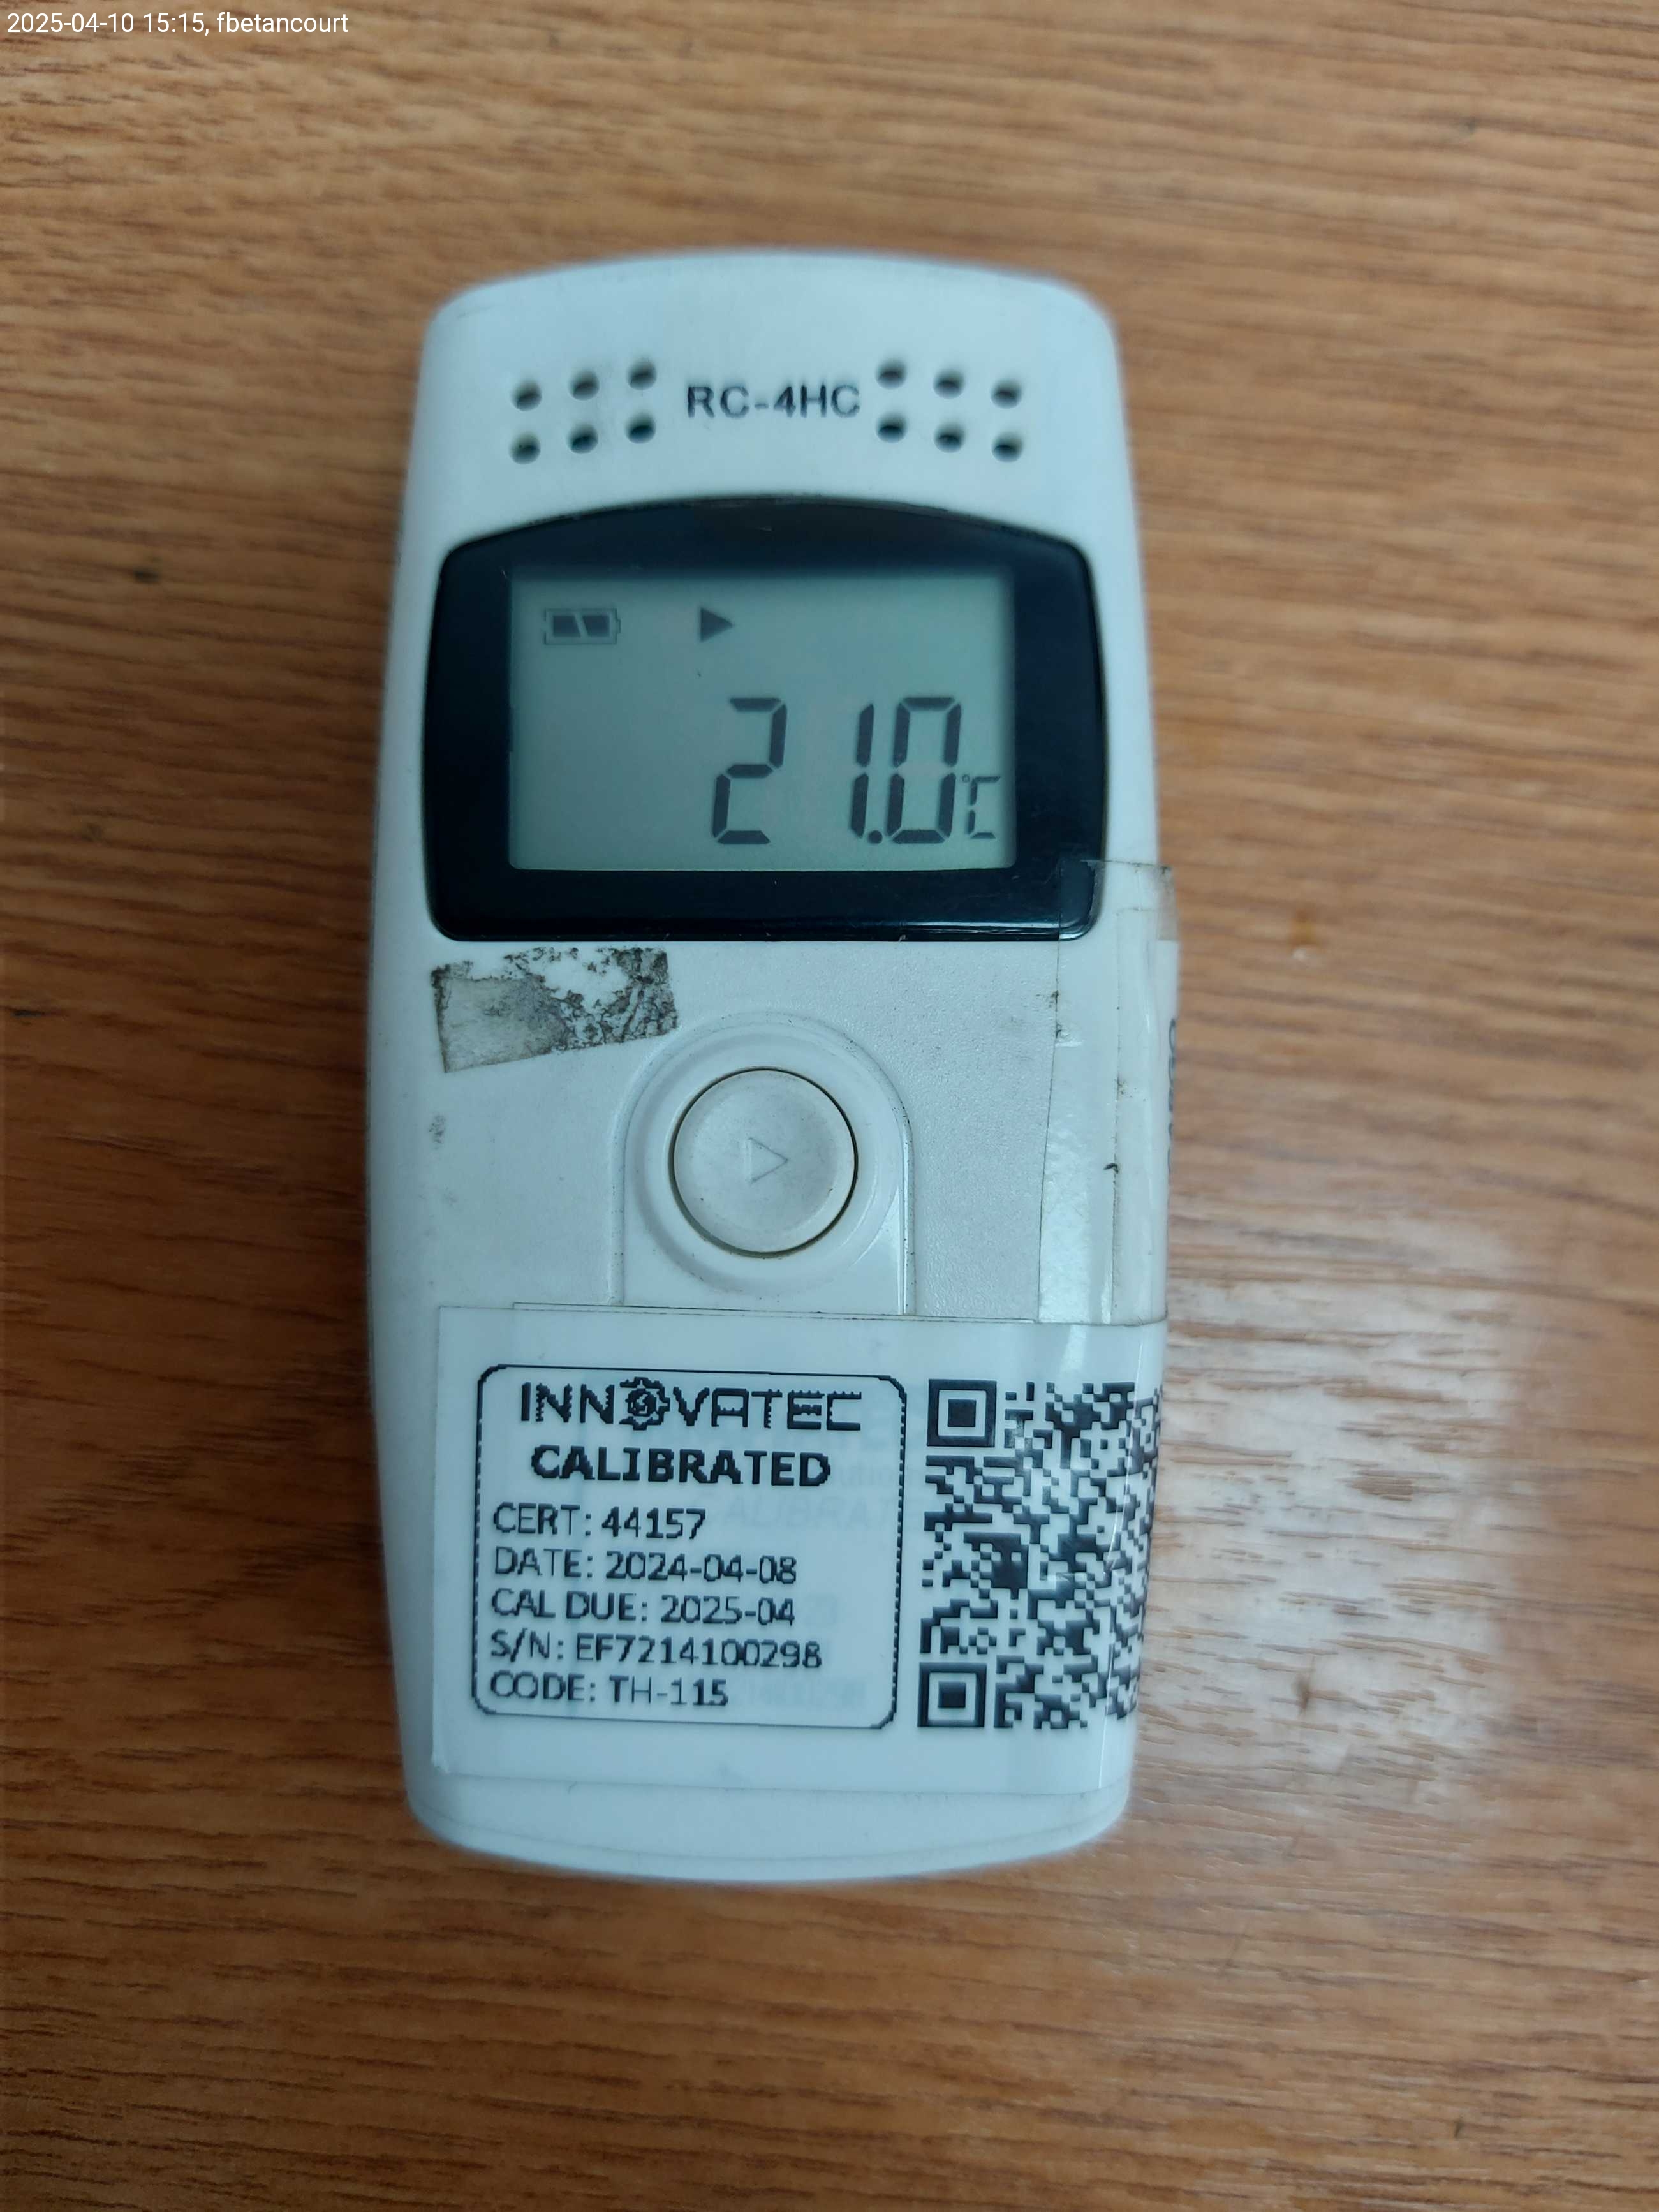 2025-04-10 15:15, fbetancourt
RC-4HC
21.0°C
INNOVATEC
CALIBRATED
CERT: 44157
DATE: 2024-04-08
CAL DUE: 2025-04
S/N: EF7214100298
CODE: TH-115